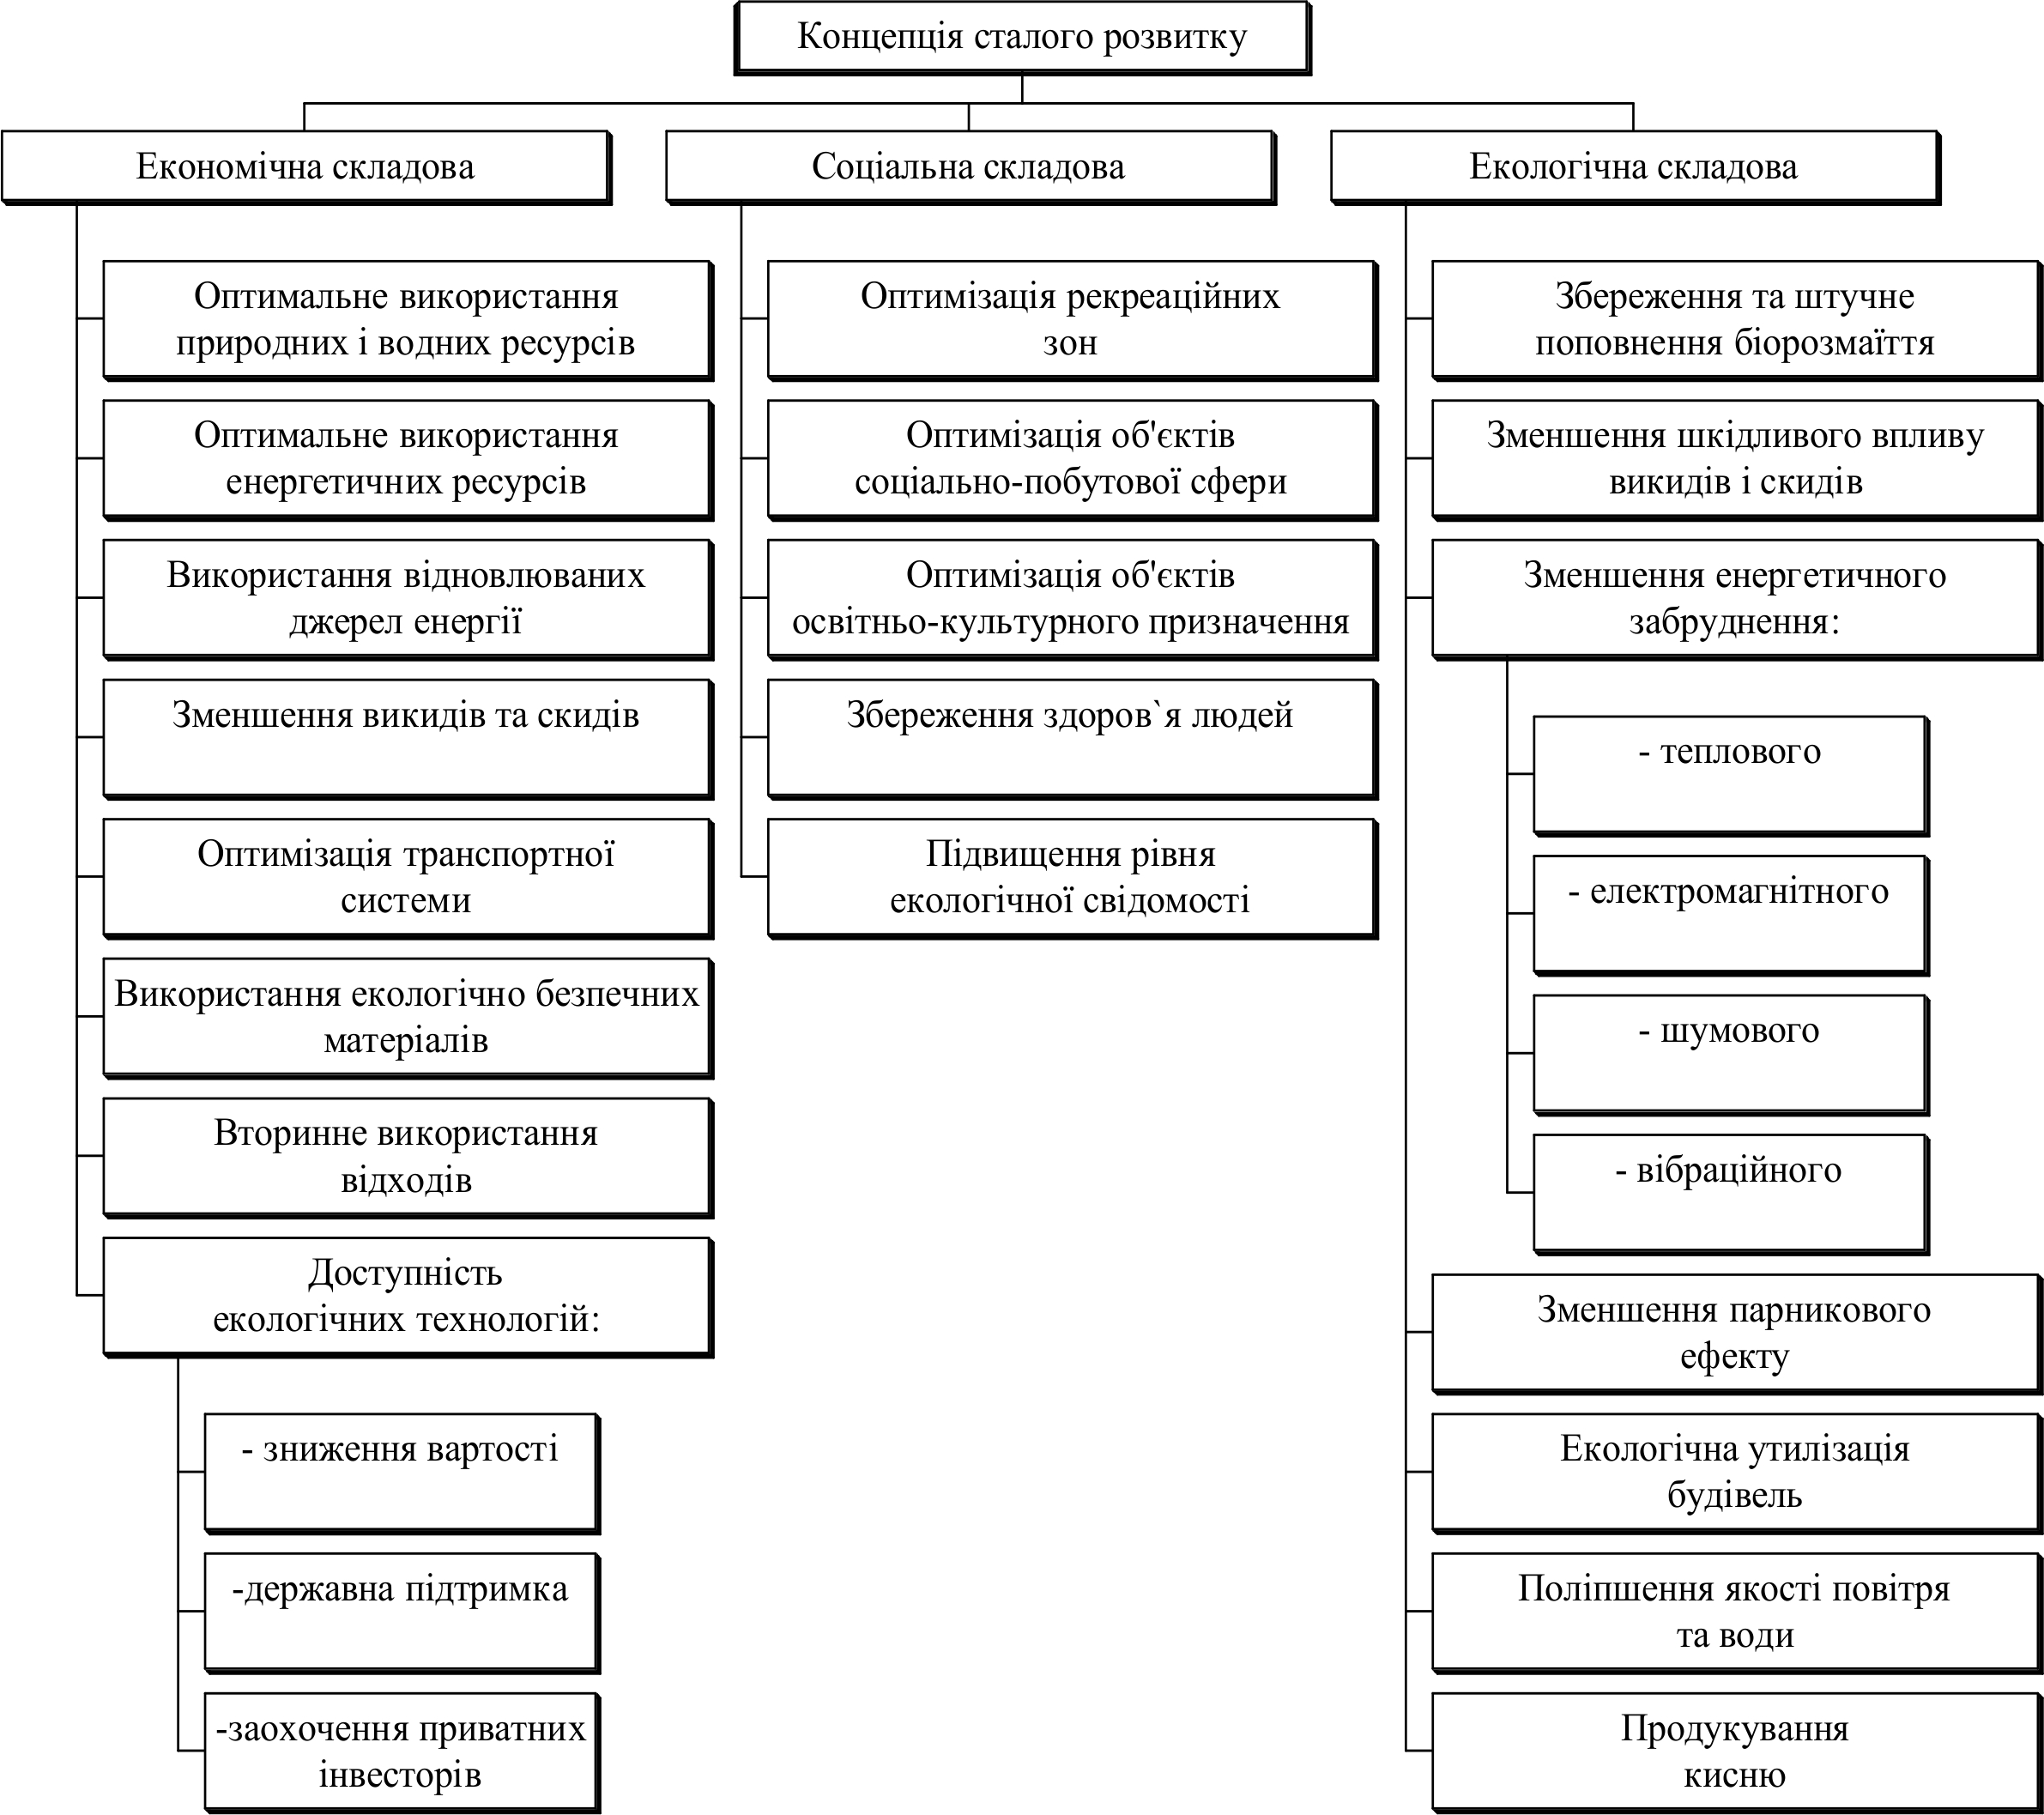 Концепція сталого розвитку
Економічна складова
Оптимальне використання
природних і водних ресурсів
Оптимальне використання
енергетичних ресурсів
Використання відновлюваних
джерел енергії
Зменшення викидів та скидів
Оптимізація транспортної
системи
Використання екологічно безпечних
матеріалів
Вторинне використання
відходів
Доступність
екологічних технологій:
- зниження вартості
-державна підтримка
-заохочення приватних
інвесторів
Соціальна складова
Оптимізація рекреаційних
зон
Оптимізація об'єктів
соціально-побутової сфери
Оптимізація об'єктів
освітньо-культурного призначення
Збереження здоров`я людей
Підвищення рівня
екологічної свідомості
Екологічна складова
Збереження та штучне
поповнення біорозмаїття
Зменшення шкідливого впливу
викидів і скидів
Зменшення енергетичного
забруднення:
- теплового
- електромагнітного
- шумового
- вібраційного
Зменшення парникового
ефекту
Екологічна утилізація
будівель
Поліпшення якості повітря
та води
Продукування
кисню